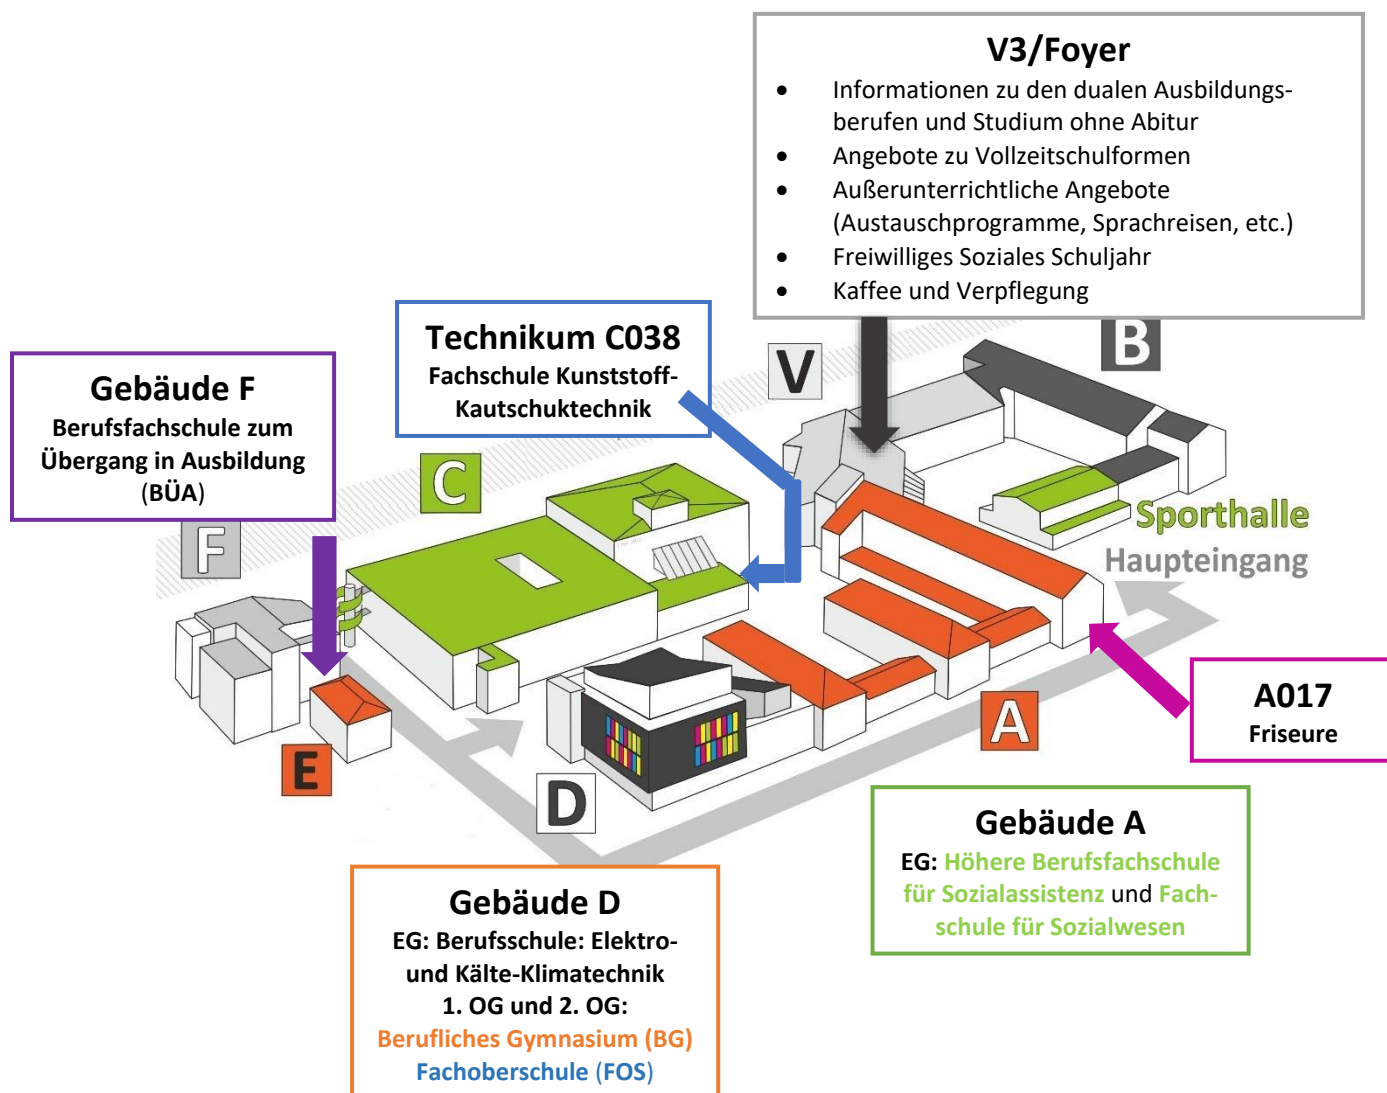 V3/Foyer
• Informationen zu den dualen Ausbildungs-
berufen und Studium ohne Abitur
• Angebote zu Vollzeitschulformen
• Außerunterrichtliche Angebote
(Austauschprogramme, Sprachreisen, etc.)
• Freiwilliges Soziales Schuljahr
• Kaffee und Verpflegung
Technikum C038
Fachschule Kunststoff-
Kautschuktechnik
Gebäude F
Berufsfachschule zum
Übergang in Ausbildung
(BÜA)
B
V
C
F
Sporthalle
Haupteingang
A017
Friseure
A
E
D
Gebäude A
EG: Höhere Berufsfachschule
für Sozialassistenz und Fach-
schule für Sozialwesen
Gebäude D
EG: Berufsschule: Elektro-
und Kälte-Klimatechnik
1. OG und 2. OG:
Berufliches Gymnasium (BG)
Fachoberschule (FOS)